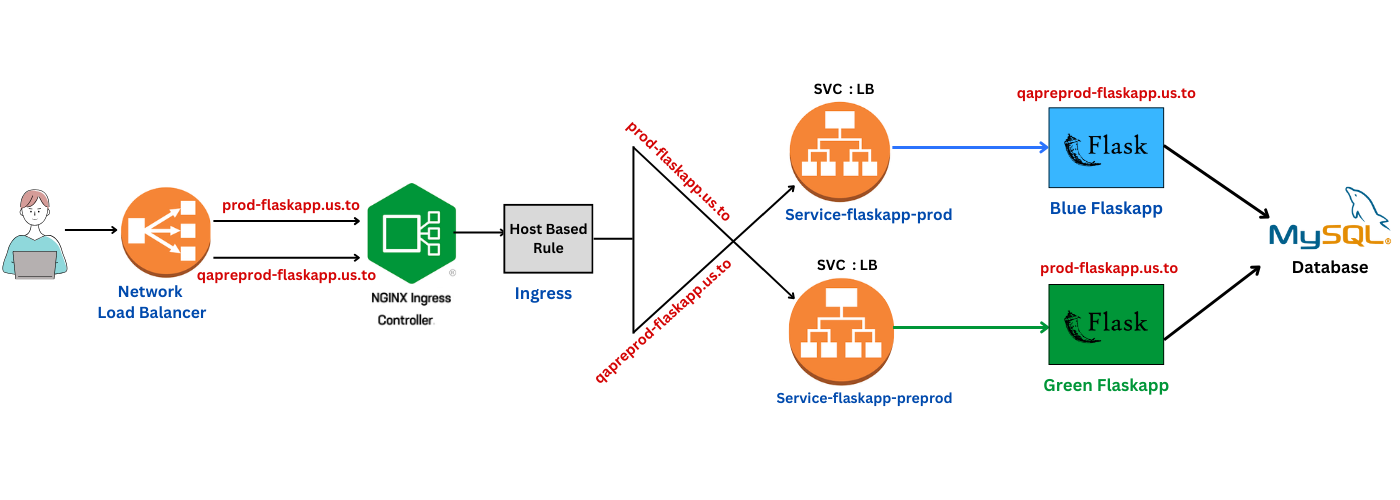 prod-flaskapp.us.to
qapreprod-flaskapp.us.to
Network
Load Balancer
®
NGINX Ingress
Controller
Host Based
Rule
Ingress
prod-flaskapp.us.to
qapreprod-flaskapp.us.to
SVC : LB
Service-flaskapp-prod
SVC : LB
Service-flaskapp-preprod
qapreprod-flaskapp.us.to
Flask
Blue Flaskapp
prod-flaskapp.us.to
Flask
Green Flaskapp
MySQL®
Database